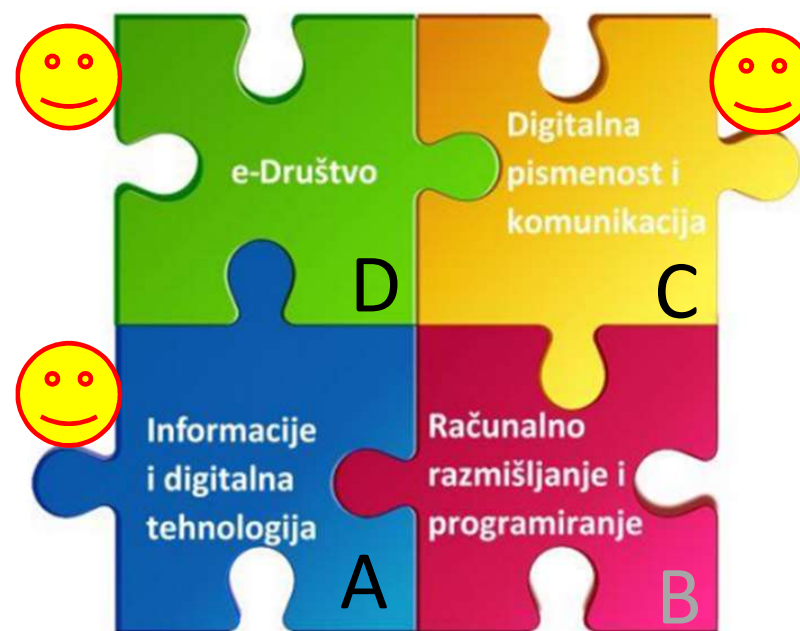 e-Društvo
D
Digitalna
pismenost i
komunikacija
C
Informacije
i digitalna
tehnologija
A
Računalno
razmišljanje i
programiranje
B